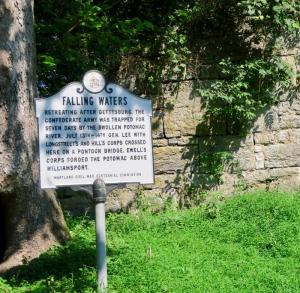 FALLING WATERS
RETREATING AFTER GETTYSBURG, THE
CONFEDERATE ARMY WAS TRAPPED FOR
SEVEN DAYS BY THE SWOLLEN POTOMAC
RIVER. JULY 13TH-14TH GEN. LEE WITH
LONGSTREETS AND HILL'S CORPS CROSSED
HERE ON A PONTOON BRIDGE. EWELL'S
CORPS FORDED THE POTOMAC ABOVE
WILLIAMSPORT.
MARYLAND CIVIL WAR CENTENNIAL COMMISSION